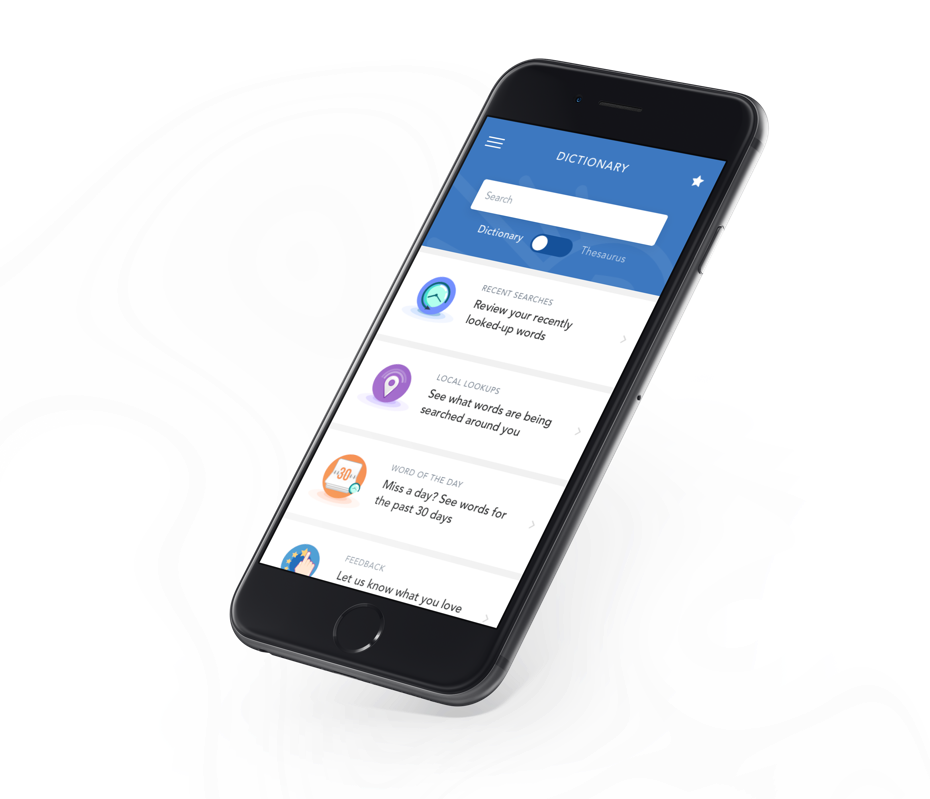 DICTIONARY
Search
Dictionary
Thesaurus
RECENT SEARCHES
Review your recently
looked-up words
LOCAL LOOKUPS
See what words are being
searched around you
30
WORD OF THE DAY
Miss a day? See words for
the past 30 days
FEEDBACK
Let us know what you love